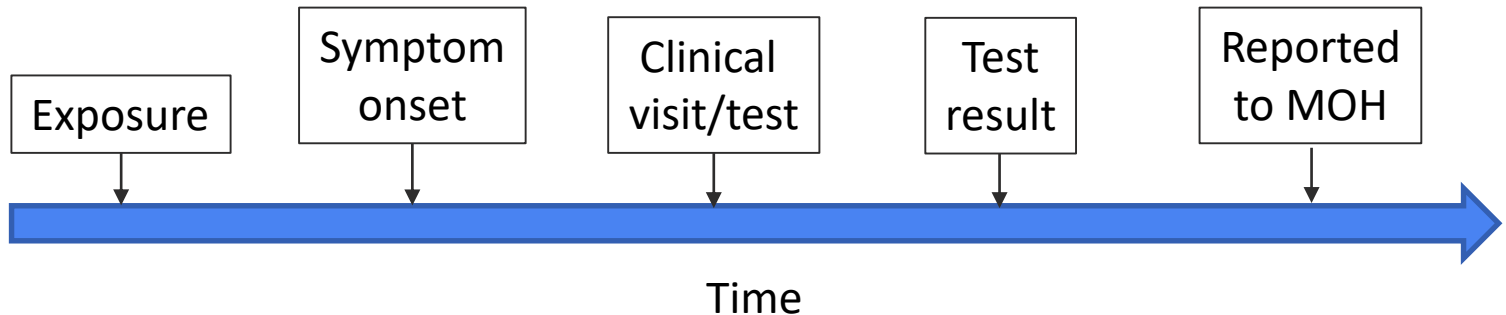 Exposure
Symptom
onset
Clinical
visit/test
Test
result
Reported
to MOH
Time